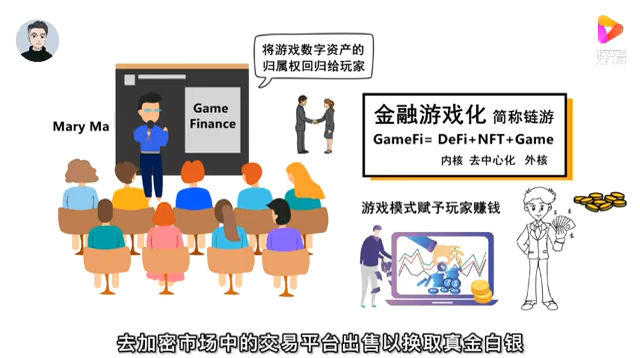 将游戏数字资产的
归属权回归给玩家
好看
Mary Ma
Game
Finance
金融游戏化 简称链游
GameFi= DeFi+NFT+Game
内核 去中心化 外核
游戏模式赋予玩家赚钱
去加密市场中的交易平台出售以换取真金白银